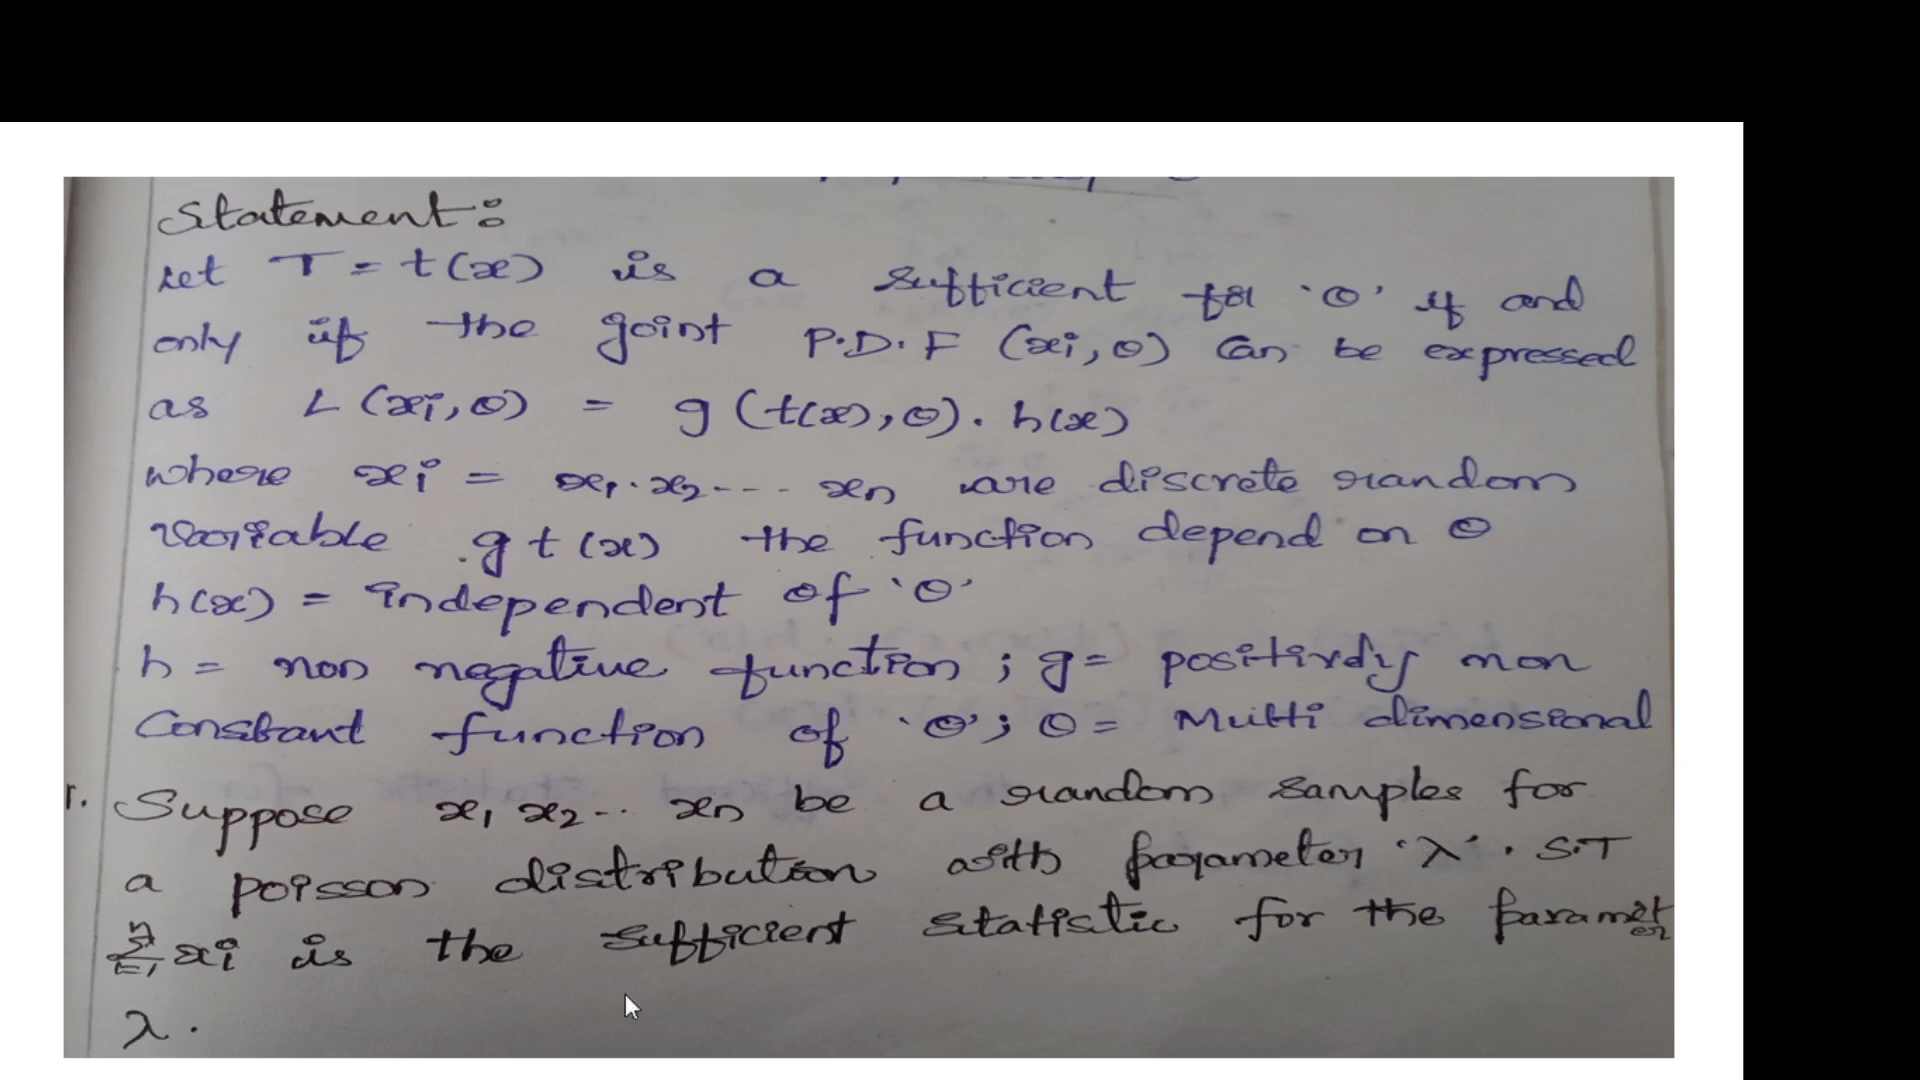 Statement:
Let T = t(x) is a sufficient for 'θ' if and
only if the joint P.D.F (xi, θ) can be expressed
as L(xi, θ) = g(t(x), θ). h(x)
where xi = x1.x2.... xn are discrete random
variable g t(x) the function depend on θ
h(x) = independent of 'θ'
h = non negative function ; g = positively non
Constant function of 'θ'; θ = Multi dimensional
1. Suppose x1 x2.. xn be a random samples for
a poisson distribution with parameter 'λ'. S.T
n Σ i=1 xi is the sufficient statistic for the parameter
λ.